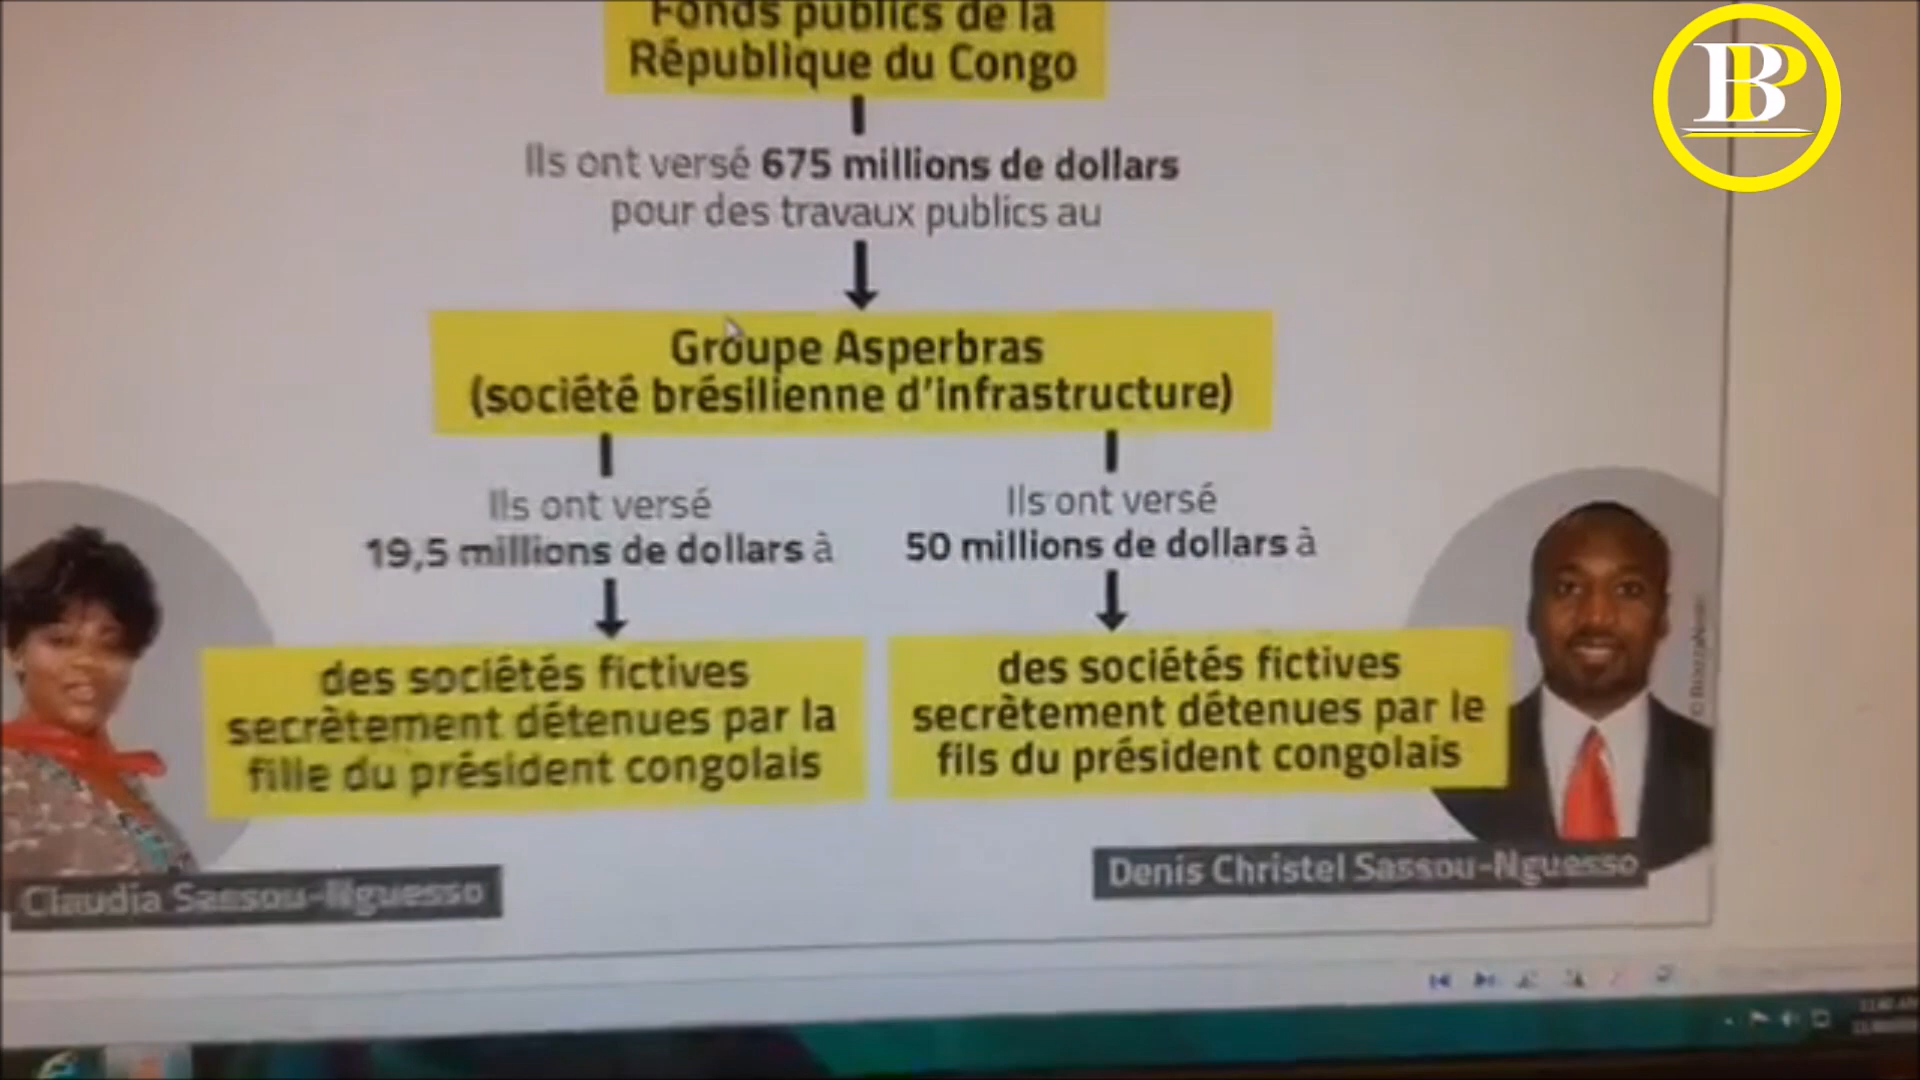 Fonds publics de la
République du Congo
Ils ont versé 675 millions de dollars
pour des travaux publics au
Groupe Asperbras
(société brésilienne d'infrastructure)
Ils ont versé
19,5 millions de dollars à
Ils ont versé
50 millions de dollars à
des sociétés fictives
secrètement détenues par la
fille du président congolais
des sociétés fictives
secrètement détenues par le
fils du président congolais
Claudia Sassou-Nguesso
Denis Christel Sassou-Nguesso
BP